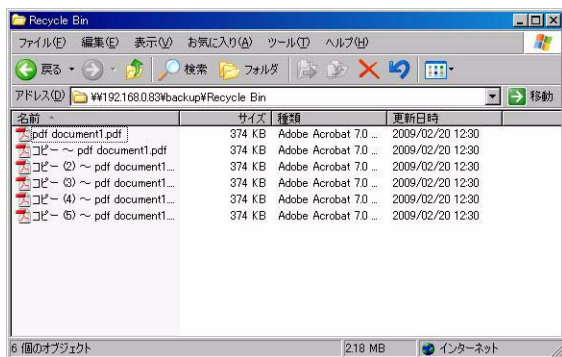 Recycle Bin
ファイル(F) 編集(E) 表示(V) お気に入り(A) ツール(T) ヘルプ(H)
戻る 検索 フォルダ
アドレス(D) ¥¥192.168.0.83¥backup¥Recycle Bin 移動
名前 サイズ 種類 更新日時
pdf document1.pdf 374 KB Adobe Acrobat 7.0 ... 2009/02/20 12:30
コピー ~ pdf document1.pdf 374 KB Adobe Acrobat 7.0 ... 2009/02/20 12:30
コピー (2) ~ pdf document1... 374 KB Adobe Acrobat 7.0 ... 2009/02/20 12:30
コピー (3) ~ pdf document1... 374 KB Adobe Acrobat 7.0 ... 2009/02/20 12:30
コピー (4) ~ pdf document1... 374 KB Adobe Acrobat 7.0 ... 2009/02/20 12:30
コピー (5) ~ pdf document1... 374 KB Adobe Acrobat 7.0 ... 2009/02/20 12:30
6 個のオブジェクト 2.18 MB インターネット